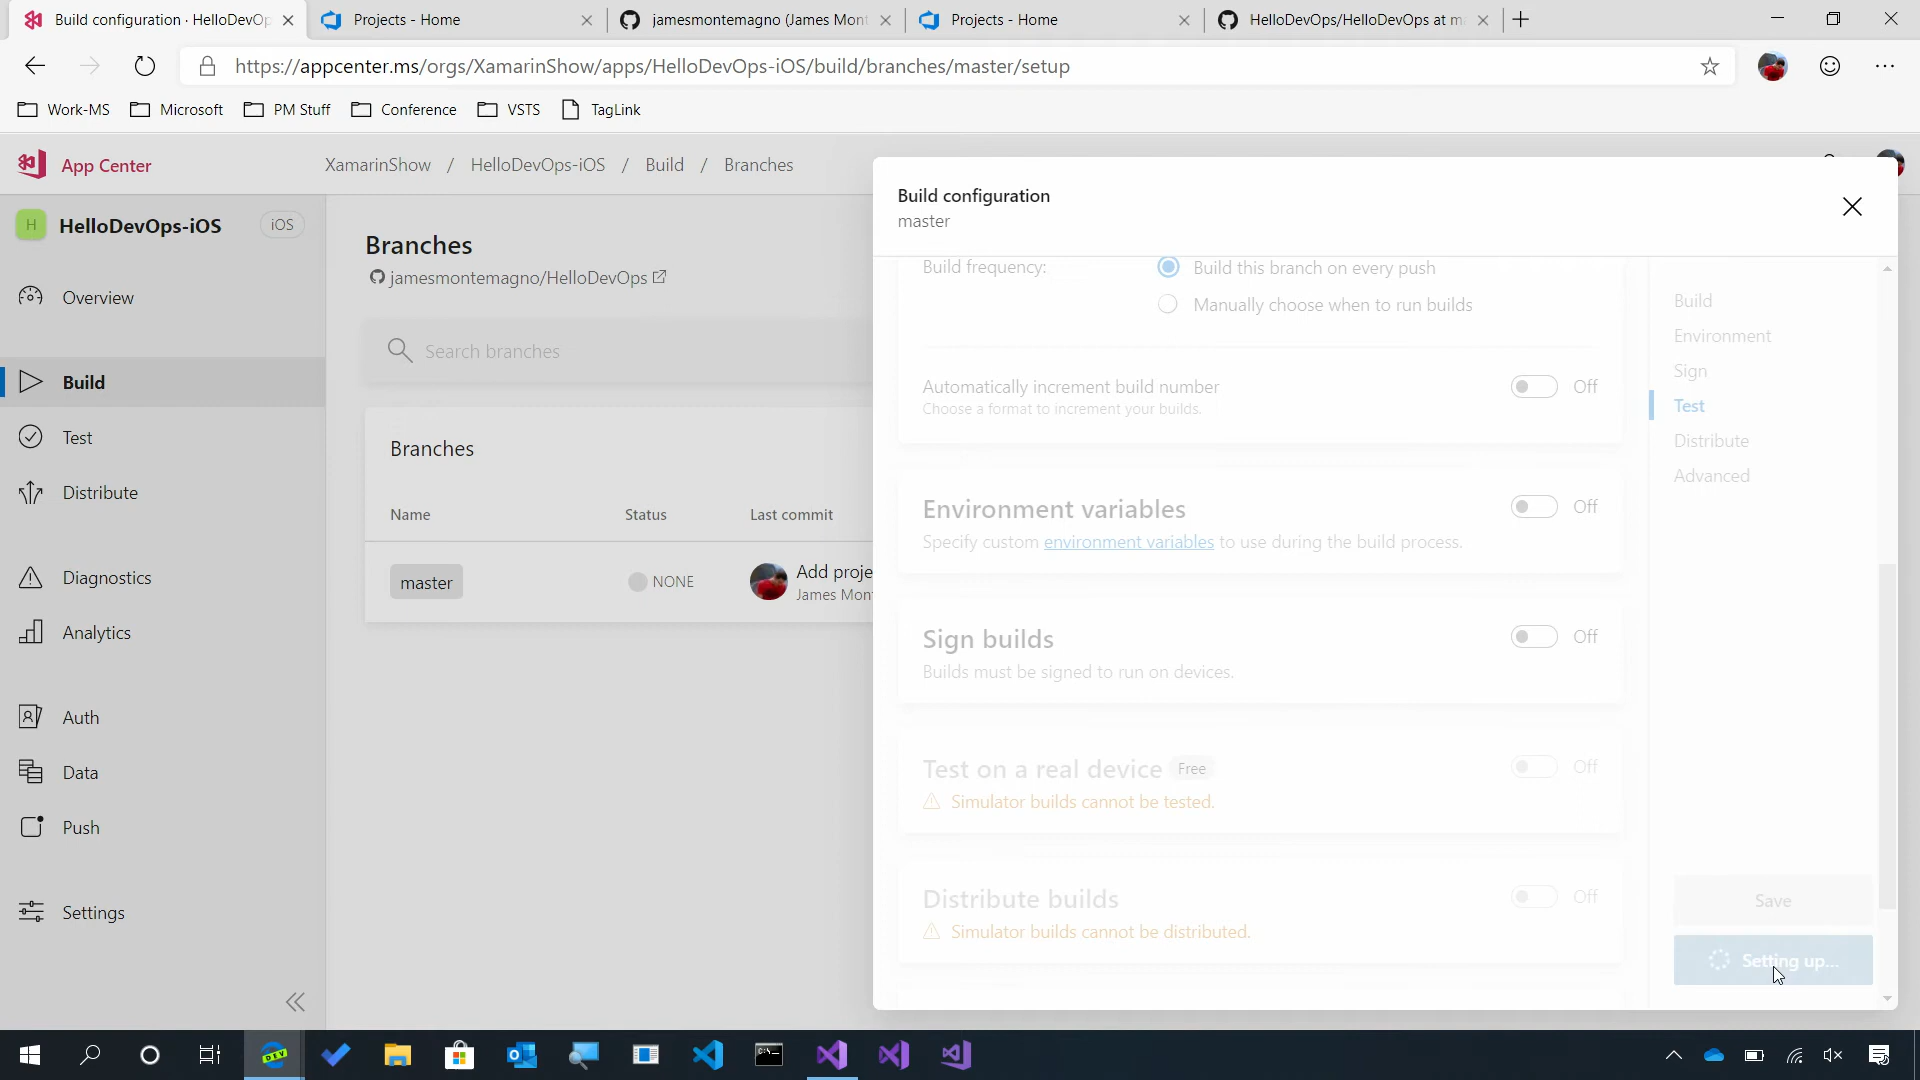 Build configuration · HelloDevOp
Projects - Home
jamesmontemagno (James Mon
Projects - Home
HelloDevOps/HelloDevOps at m
https://appcenter.ms/orgs/XamarinShow/apps/HelloDevOps-iOS/build/branches/master/setup
Work-MS
Microsoft
PM Stuff
Conference
VSTS
TagLink
App Center
XamarinShow / HelloDevOps-iOS / Build / Branches
H
HelloDevOps-iOS
iOS
Overview
Build
Test
Distribute
Diagnostics
Analytics
Auth
Data
Push
Settings
Branches
jamesmontemagno/HelloDevOps
Search branches
Branches
Name
Status
Last commit
master
NONE
Add proje
James Mon
Build configuration
master
Build frequency:
Build this branch on every push
Manually choose when to run builds
Automatically increment build number
Off
Choose a format to increment your builds.
Environment variables
Off
Specify custom environment variables to use during the build process.
Sign builds
Off
Builds must be signed to run on devices.
Test on a real device
Free
Off
Simulator builds cannot be tested.
Distribute builds
Off
Simulator builds cannot be distributed.
Build
Environment
Sign
Test
Distribute
Advanced
Save
Setting up...
DEV